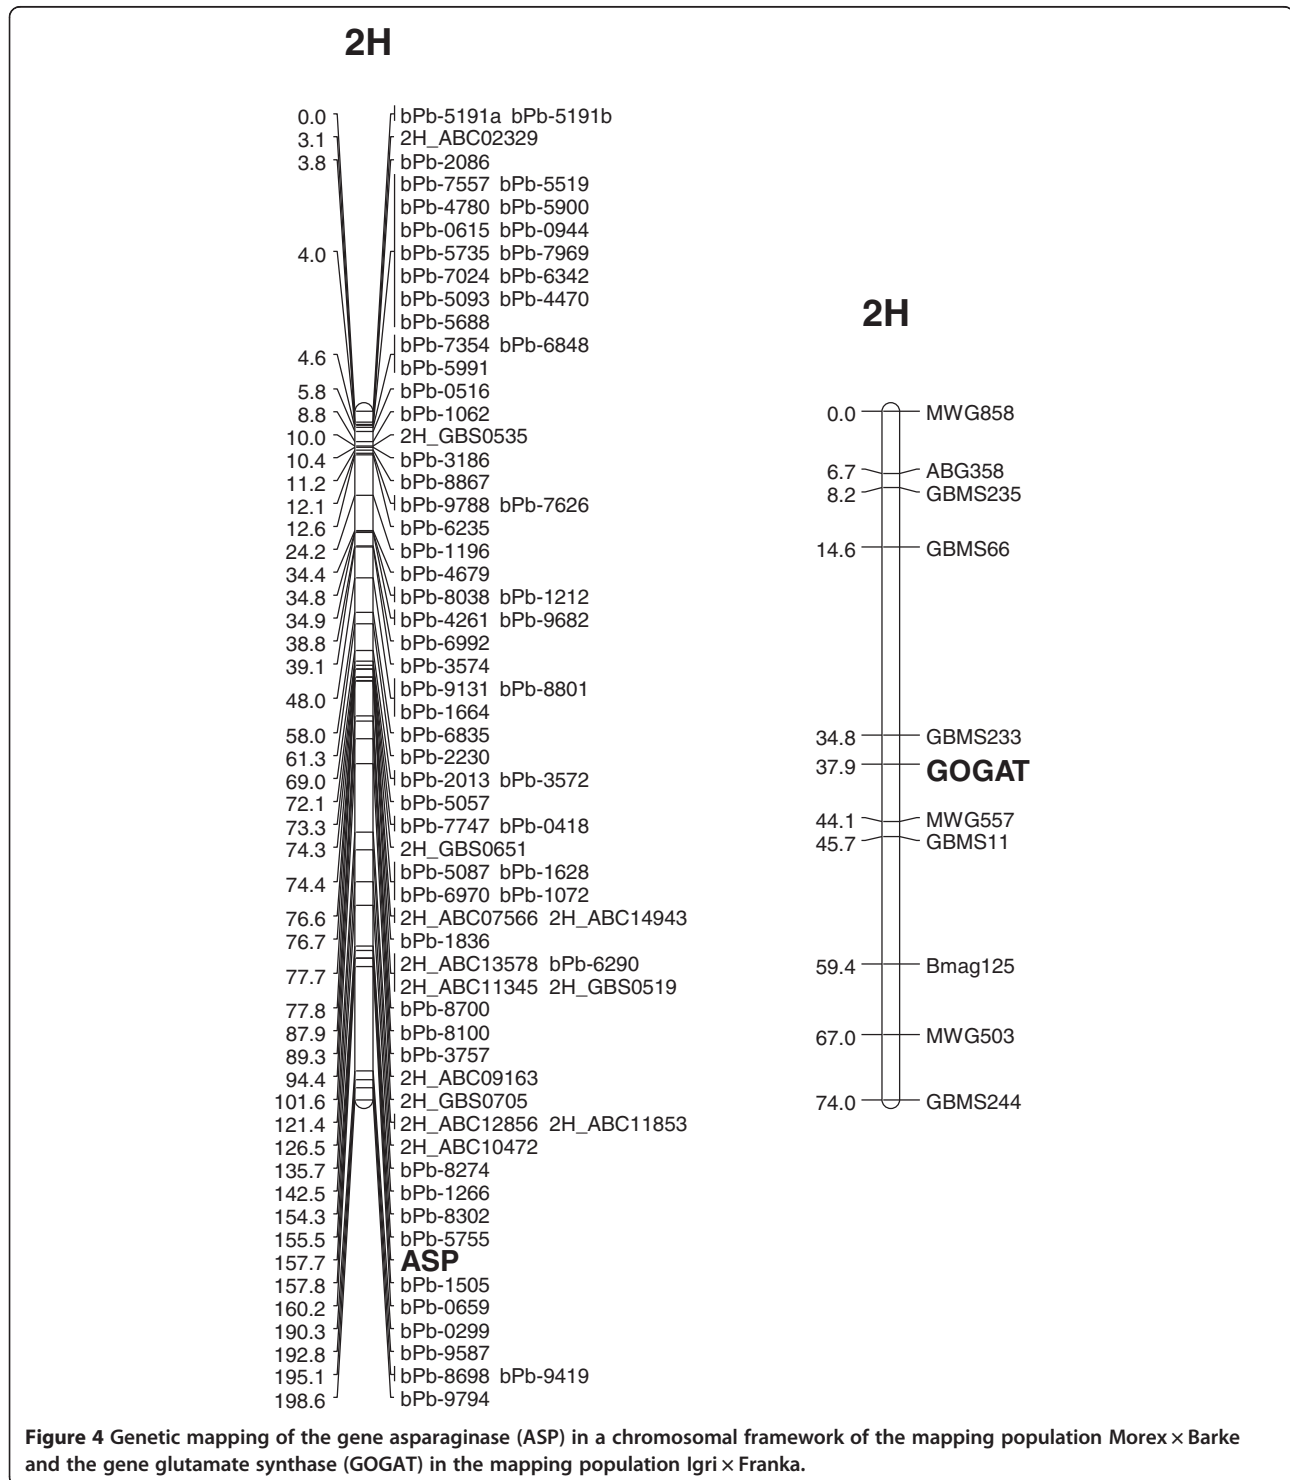 2H
0.0 bPb-5191a bPb-5191b
3.1 2H_ABC02329
3.8 bPb-2086
bPb-7557 bPb-5519
bPb-4780 bPb-5900
bPb-0615 bPb-0944
4.0 bPb-5735 bPb-7969
bPb-7024 bPb-6342
bPb-5093 bPb-4470
bPb-5688
bPb-7354 bPb-6848
4.6 bPb-5991
5.8 bPb-0516
8.8 bPb-1062
10.0 2H_GBS0535
10.4 bPb-3186
11.2 bPb-8867
12.1 bPb-9788 bPb-7626
12.6 bPb-6235
24.2 bPb-1196
34.4 bPb-4679
34.8 bPb-8038 bPb-1212
34.9 bPb-4261 bPb-9682
38.8 bPb-6992
39.1 bPb-3574
bPb-9131 bPb-8801
48.0 bPb-1664
58.0 bPb-6835
61.3 bPb-2230
69.0 bPb-2013 bPb-3572
72.1 bPb-5057
73.3 bPb-7747 bPb-0418
74.3 2H_GBS0651
bPb-5087 bPb-1628
74.4 bPb-6970 bPb-1072
76.6 2H_ABC07566 2H_ABC14943
76.7 bPb-1836
2H_ABC13578 bPb-6290
77.7 2H_ABC11345 2H_GBS0519
77.8 bPb-8700
87.9 bPb-8100
89.3 bPb-3757
94.4 2H_ABC09163
101.6 2H_GBS0705
121.4 2H_ABC12856 2H_ABC11853
126.5 2H_ABC10472
135.7 bPb-8274
142.5 bPb-1266
154.3 bPb-8302
155.5 bPb-5755
157.7 ASP
157.8 bPb-1505
160.2 bPb-0659
190.3 bPb-0299
192.8 bPb-9587
195.1 bPb-8698 bPb-9419
198.6 bPb-9794
2H
0.0 MWG858
6.7 ABG358
8.2 GBMS235
14.6 GBMS66
34.8 GBMS233
37.9 GOGAT
44.1 MWG557
45.7 GBMS11
59.4 Bmag125
67.0 MWG503
74.0 GBMS244
Figure 4 Genetic mapping of the gene asparaginase (ASP) in a chromosomal framework of the mapping population Morex × Barke
and the gene glutamate synthase (GOGAT) in the mapping population Igri × Franka.